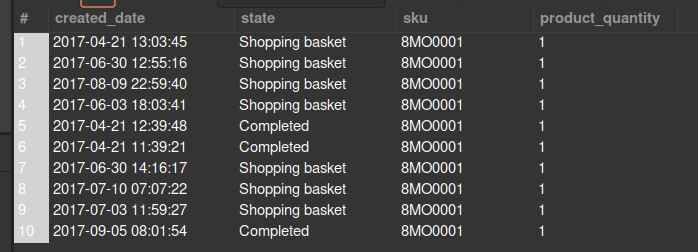 # created_date state sku product_quantity
1 2017-04-21 13:03:45 Shopping basket 8MO0001 1
2 2017-06-30 12:55:16 Shopping basket 8MO0001 1
3 2017-08-09 22:59:40 Shopping basket 8MO0001 1
4 2017-06-03 18:03:41 Shopping basket 8MO0001 1
5 2017-04-21 12:39:48 Completed 8MO0001 1
6 2017-04-21 11:39:21 Completed 8MO0001 1
7 2017-06-30 14:16:17 Shopping basket 8MO0001 1
8 2017-07-10 07:07:22 Shopping basket 8MO0001 1
9 2017-07-03 11:59:27 Shopping basket 8MO0001 1
10 2017-09-05 08:01:54 Completed 8MO0001 1